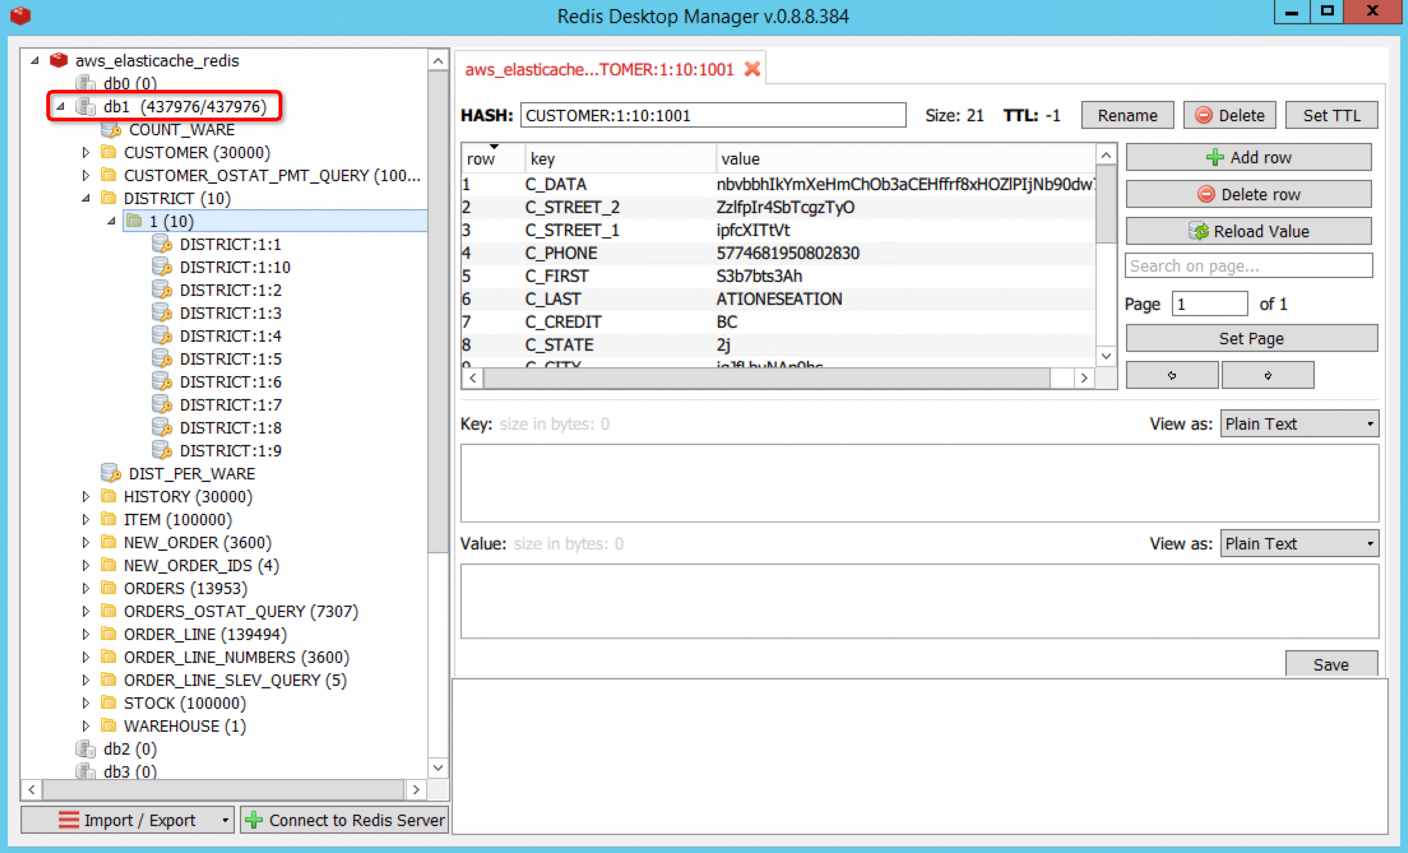 Redis Desktop Manager v.0.8.8.384
aws_elasticache_redis
db0 (0)
db1 (437976/437976)
COUNT_WARE
CUSTOMER (30000)
CUSTOMER_OSTAT_PMT_QUERY (100...
DISTRICT (10)
1 (10)
DISTRICT:1:1
DISTRICT:1:10
DISTRICT:1:2
DISTRICT:1:3
DISTRICT:1:4
DISTRICT:1:5
DISTRICT:1:6
DISTRICT:1:7
DISTRICT:1:8
DISTRICT:1:9
DIST_PER_WARE
HISTORY (30000)
ITEM (100000)
NEW_ORDER (3600)
NEW_ORDER_IDS (4)
ORDERS (13953)
ORDERS_OSTAT_QUERY (7307)
ORDER_LINE (139494)
ORDER_LINE_NUMBERS (3600)
ORDER_LINE_SLEV_QUERY (5)
STOCK (100000)
WAREHOUSE (1)
db2 (0)
db3 (0)
Import / Export
Connect to Redis Server
aws_elasticache...TOMER:1:10:1001
HASH: CUSTOMER:1:10:1001 Size: 21 TTL: -1 Rename Delete Set TTL
row key value
1 C_DATA
2 C_STREET_2 ZzlfpIr4SbTcgzTyO
3 C_STREET_1 ipfcXITtVt
4 C_PHONE 5774681950802830
5 C_FIRST S3b7bts3Ah
6 C_LAST ATIONESEATION
7 C_CREDIT BC
8 C_STATE 2j
9 C_CITY
Add row
Delete row
Reload Value
Search on page...
Page 1 of 1
Set Page
Key: size in bytes: 0 View as: Plain Text
Value: size in bytes: 0 View as: Plain Text
Save